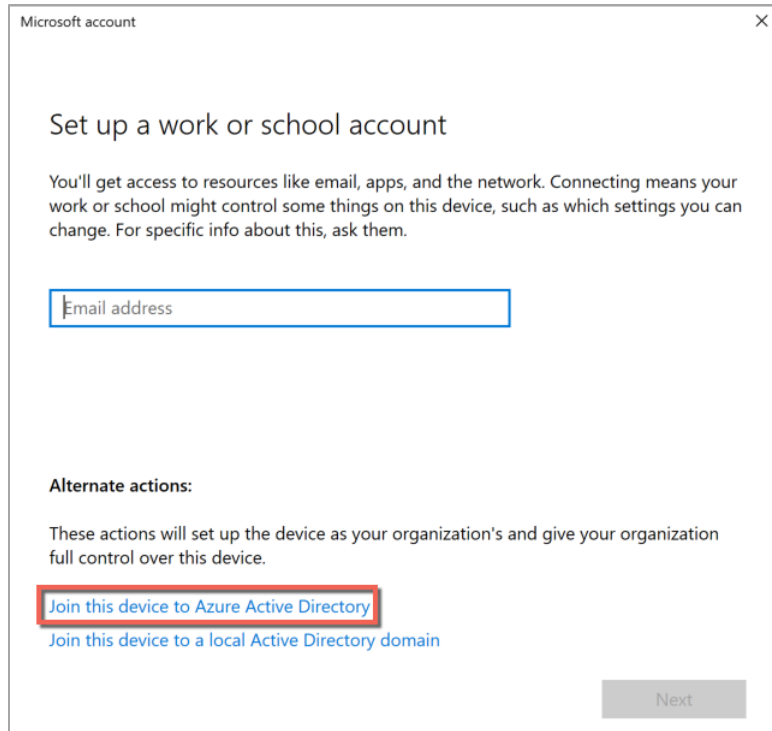 Microsoft account
Set up a work or school account
You'll get access to resources like email, apps, and the network. Connecting means your
work or school might control some things on this device, such as which settings you can
change. For specific info about this, ask them.
Email address
Alternate actions:
These actions will set up the device as your organization's and give your organization
full control over this device.
Join this device to Azure Active Directory
Join this device to a local Active Directory domain
Next